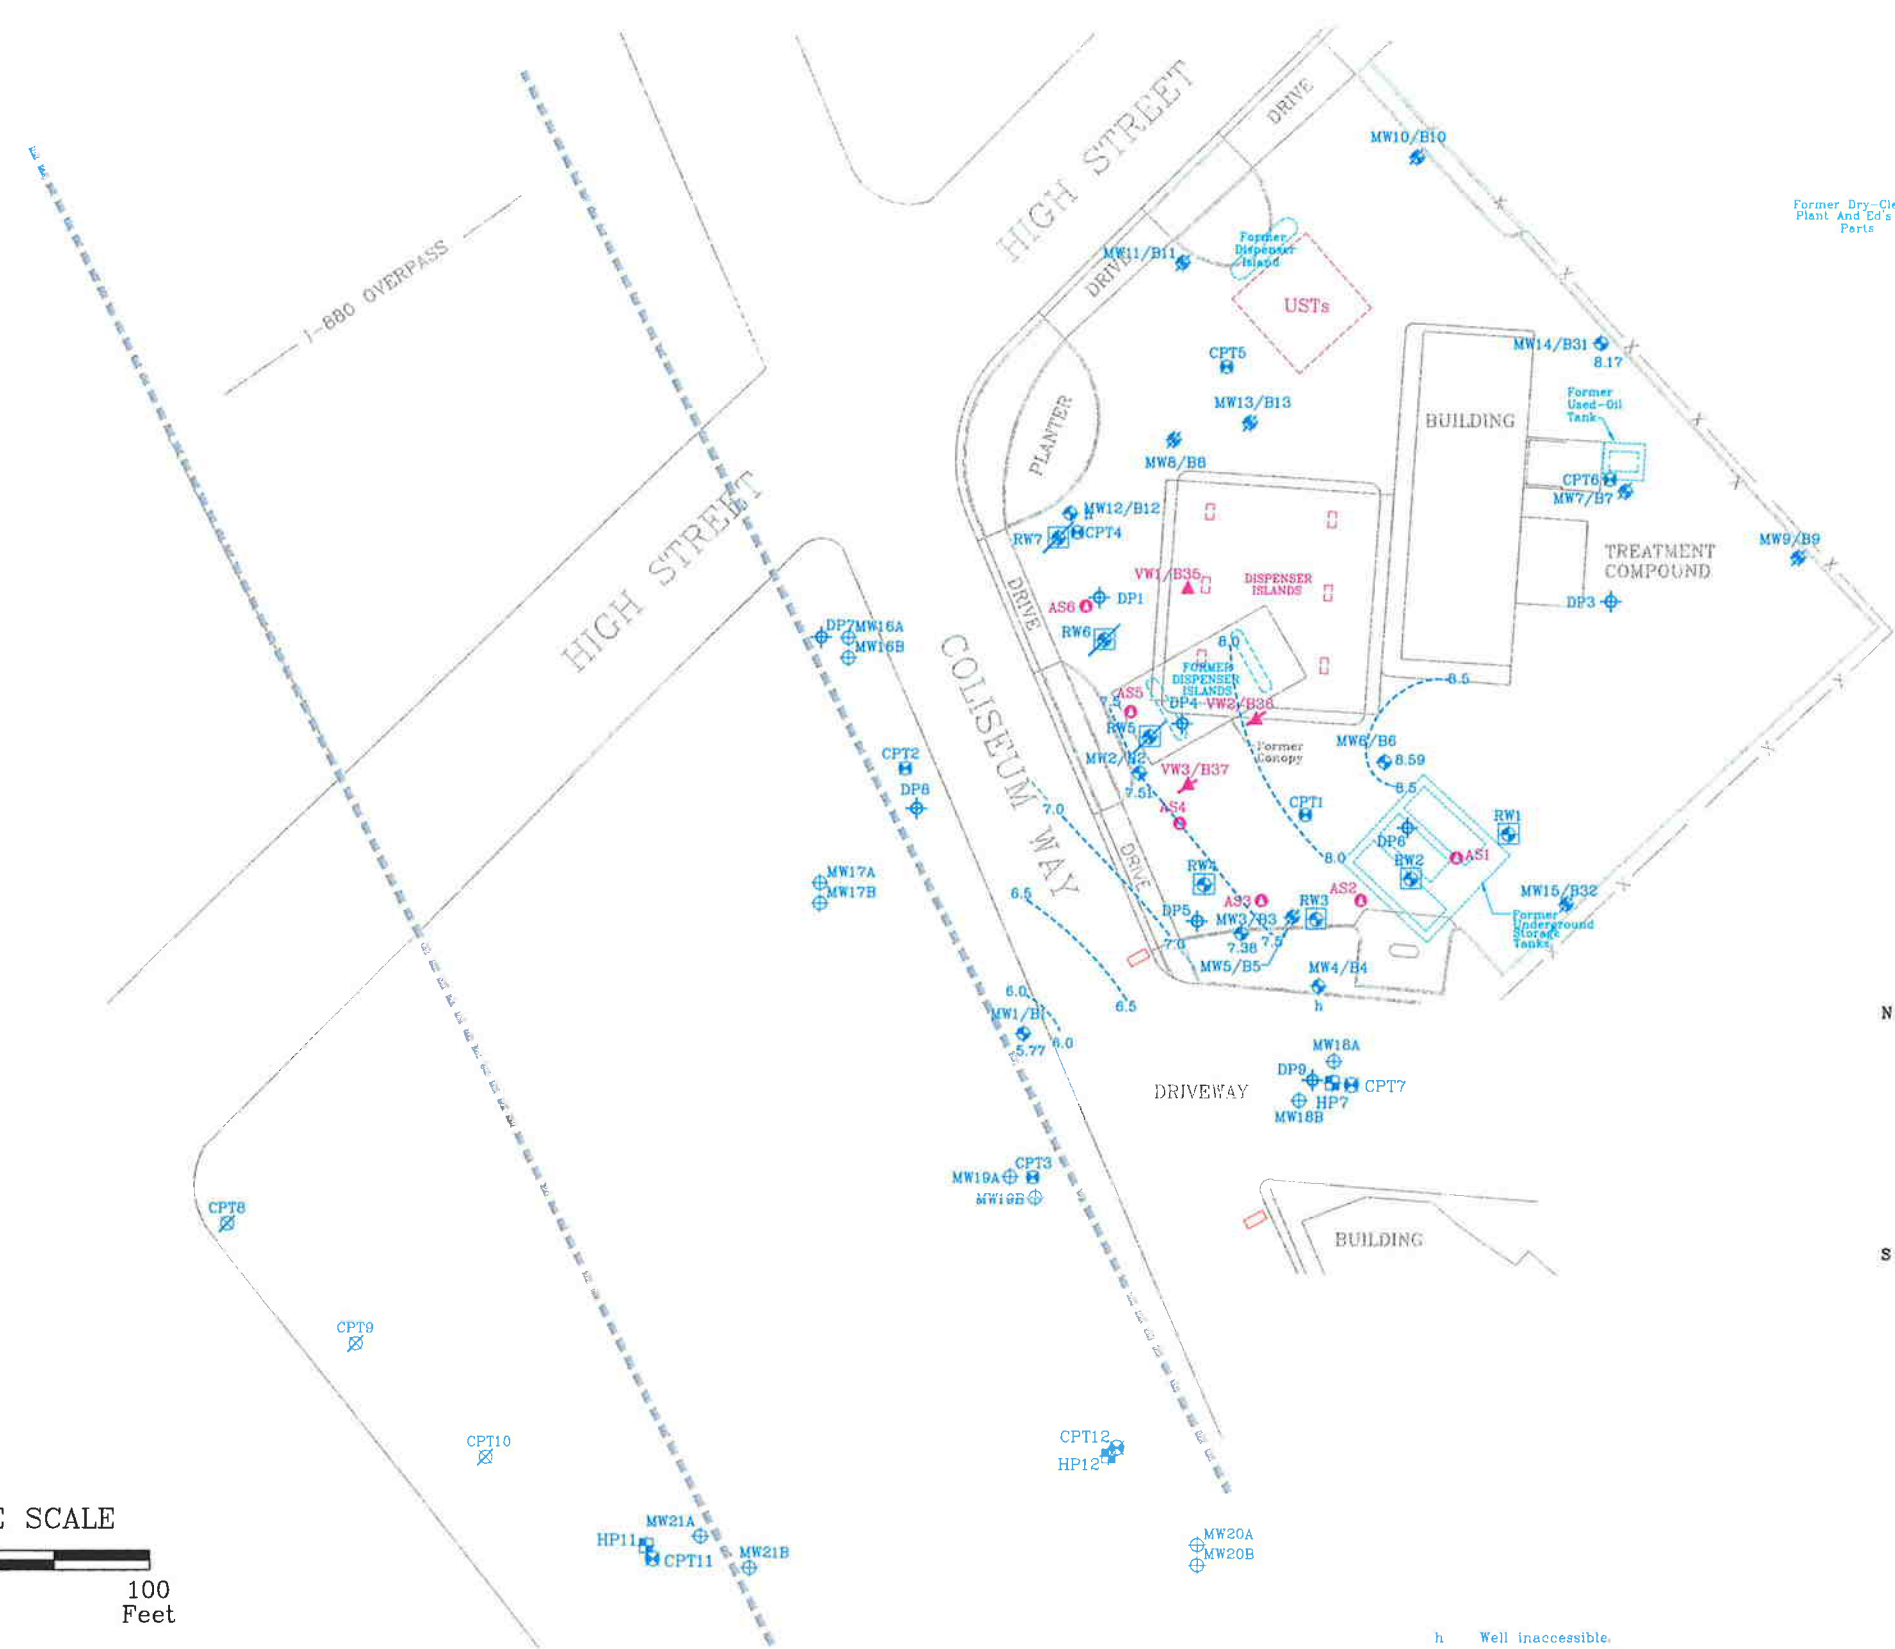 HIGH STREET
DRIVE
MW10/B10
Former Dry-Cle
Plant And Ed's
Parts
I-880 OVERPASS
MW11/B11
Former
Dispenser
Island
DRIVE
USTs
CPT5
MW14/B31
8.17
Former
Used-Oil
Tank
MW13/B13
BUILDING
PLANTER
MW8/B8
CPT6
MW7/B7
MW12/B12
h
RW7
CPT4
MW9/B9
TREATMENT
COMPOUND
HIGH STREET
DRIVE
VW1/B35
DISPENSER
ISLANDS
AS6
DP1
DP3
RW6
DP7
MW16A
MW16B
8.0
FORMER
DISPENSER
ISLANDS
COLISEUM WAY
AS5
7.5
DP4
VW2/B36
8.5
RW5
MW6/B6
8.59
Former
Canopy
MW2/B2
7.51
VW3/B37
8.5
CPT2
DP8
7.0
AS4
CPT1
RW1
DP6
8.0
AS1
DRIVE
RW2
MW17A
MW17B
RW4
6.5
AS3
AS2
RW3
MW15/B32
DP5
MW3/B3
7.38
7.5
7.0
Former
Underground
Storage
Tanks
MW5/B5
MW4/B4
h
6.0
6.5
MW1/B1
5.77
6.0
N
MW18A
DP9
CPT7
HP7
MW18B
DRIVEWAY
CPT3
MW19A
MW19B
CPT8
BUILDING
S
CPT9
CPT10
CPT12
HP12
SCALE
100
Feet
MW21A
HP11
CPT11
MW21B
MW20A
MW20B
h Well inaccessible.